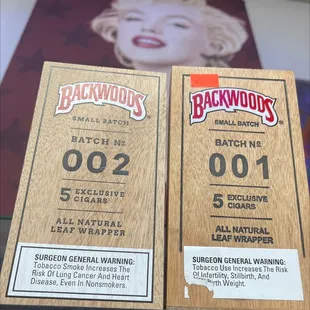 BACKWOODS
SMALL BATCH
BATCH Nº
002
5 EXCLUSIVE
CIGARS
ALL NATURAL
LEAF WRAPPER
SURGEON GENERAL WARNING:
Tobacco Smoke Increases The
Risk Of Lung Cancer And Heart
Disease, Even In Nonsmokers.
BACKWOODS
SMALL BATCH
BATCH Nº
001
5 EXCLUSIVE
CIGARS
ALL NATURAL
LEAF WRAPPER
SURGEON GENERAL WARNING:
Tobacco Use Increases The Risk
Of Infertility, Stillbirth, And
Birth Weight.